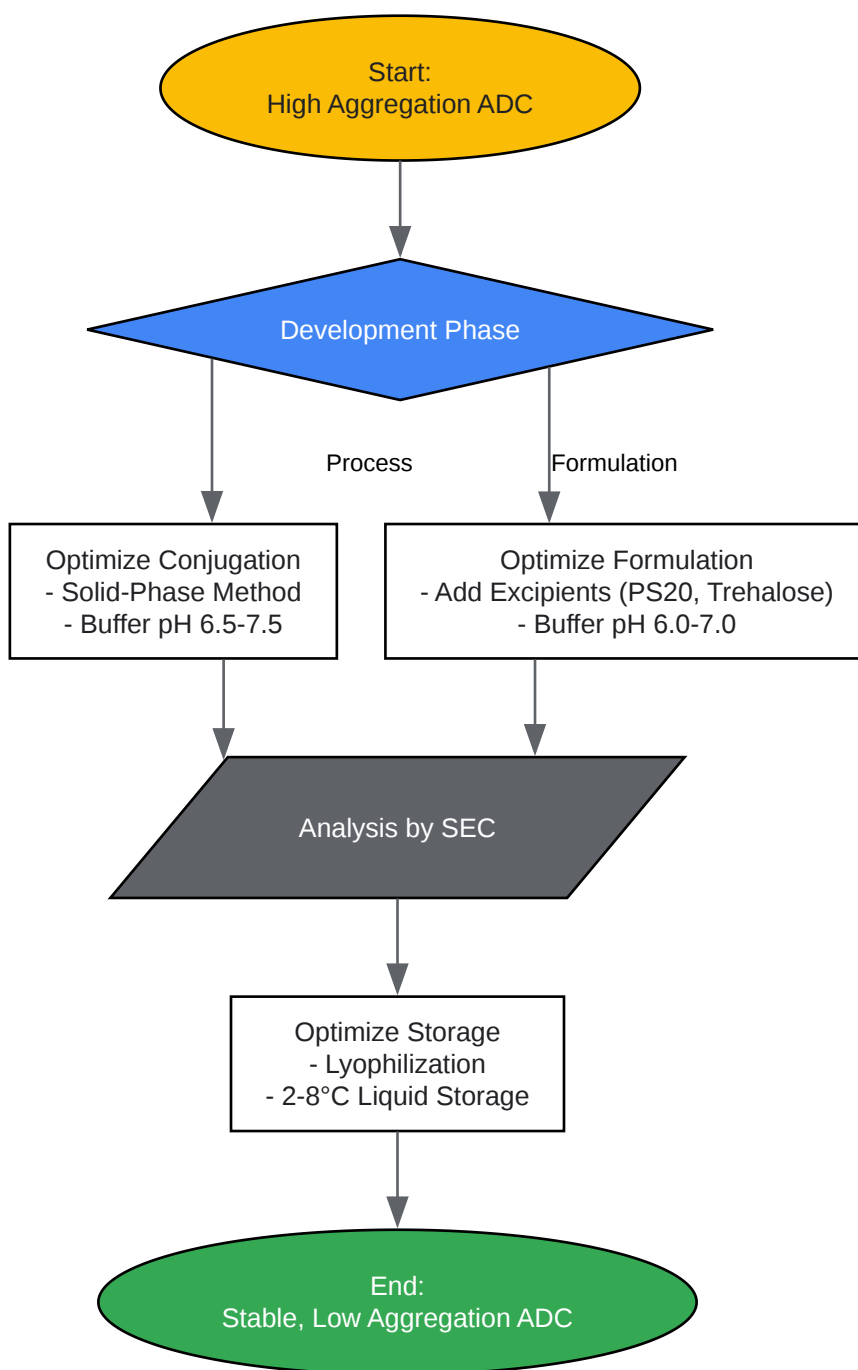 Start:
High Aggregation ADC
Development Phase
Process
Formulation
Optimize Conjugation
- Solid-Phase Method
- Buffer pH 6.5-7.5
Optimize Formulation
- Add Excipients (PS20, Trehalose)
- Buffer pH 6.0-7.0
Analysis by SEC
Optimize Storage
- Lyophilization
- 2-8°C Liquid Storage
End:
Stable, Low Aggregation ADC